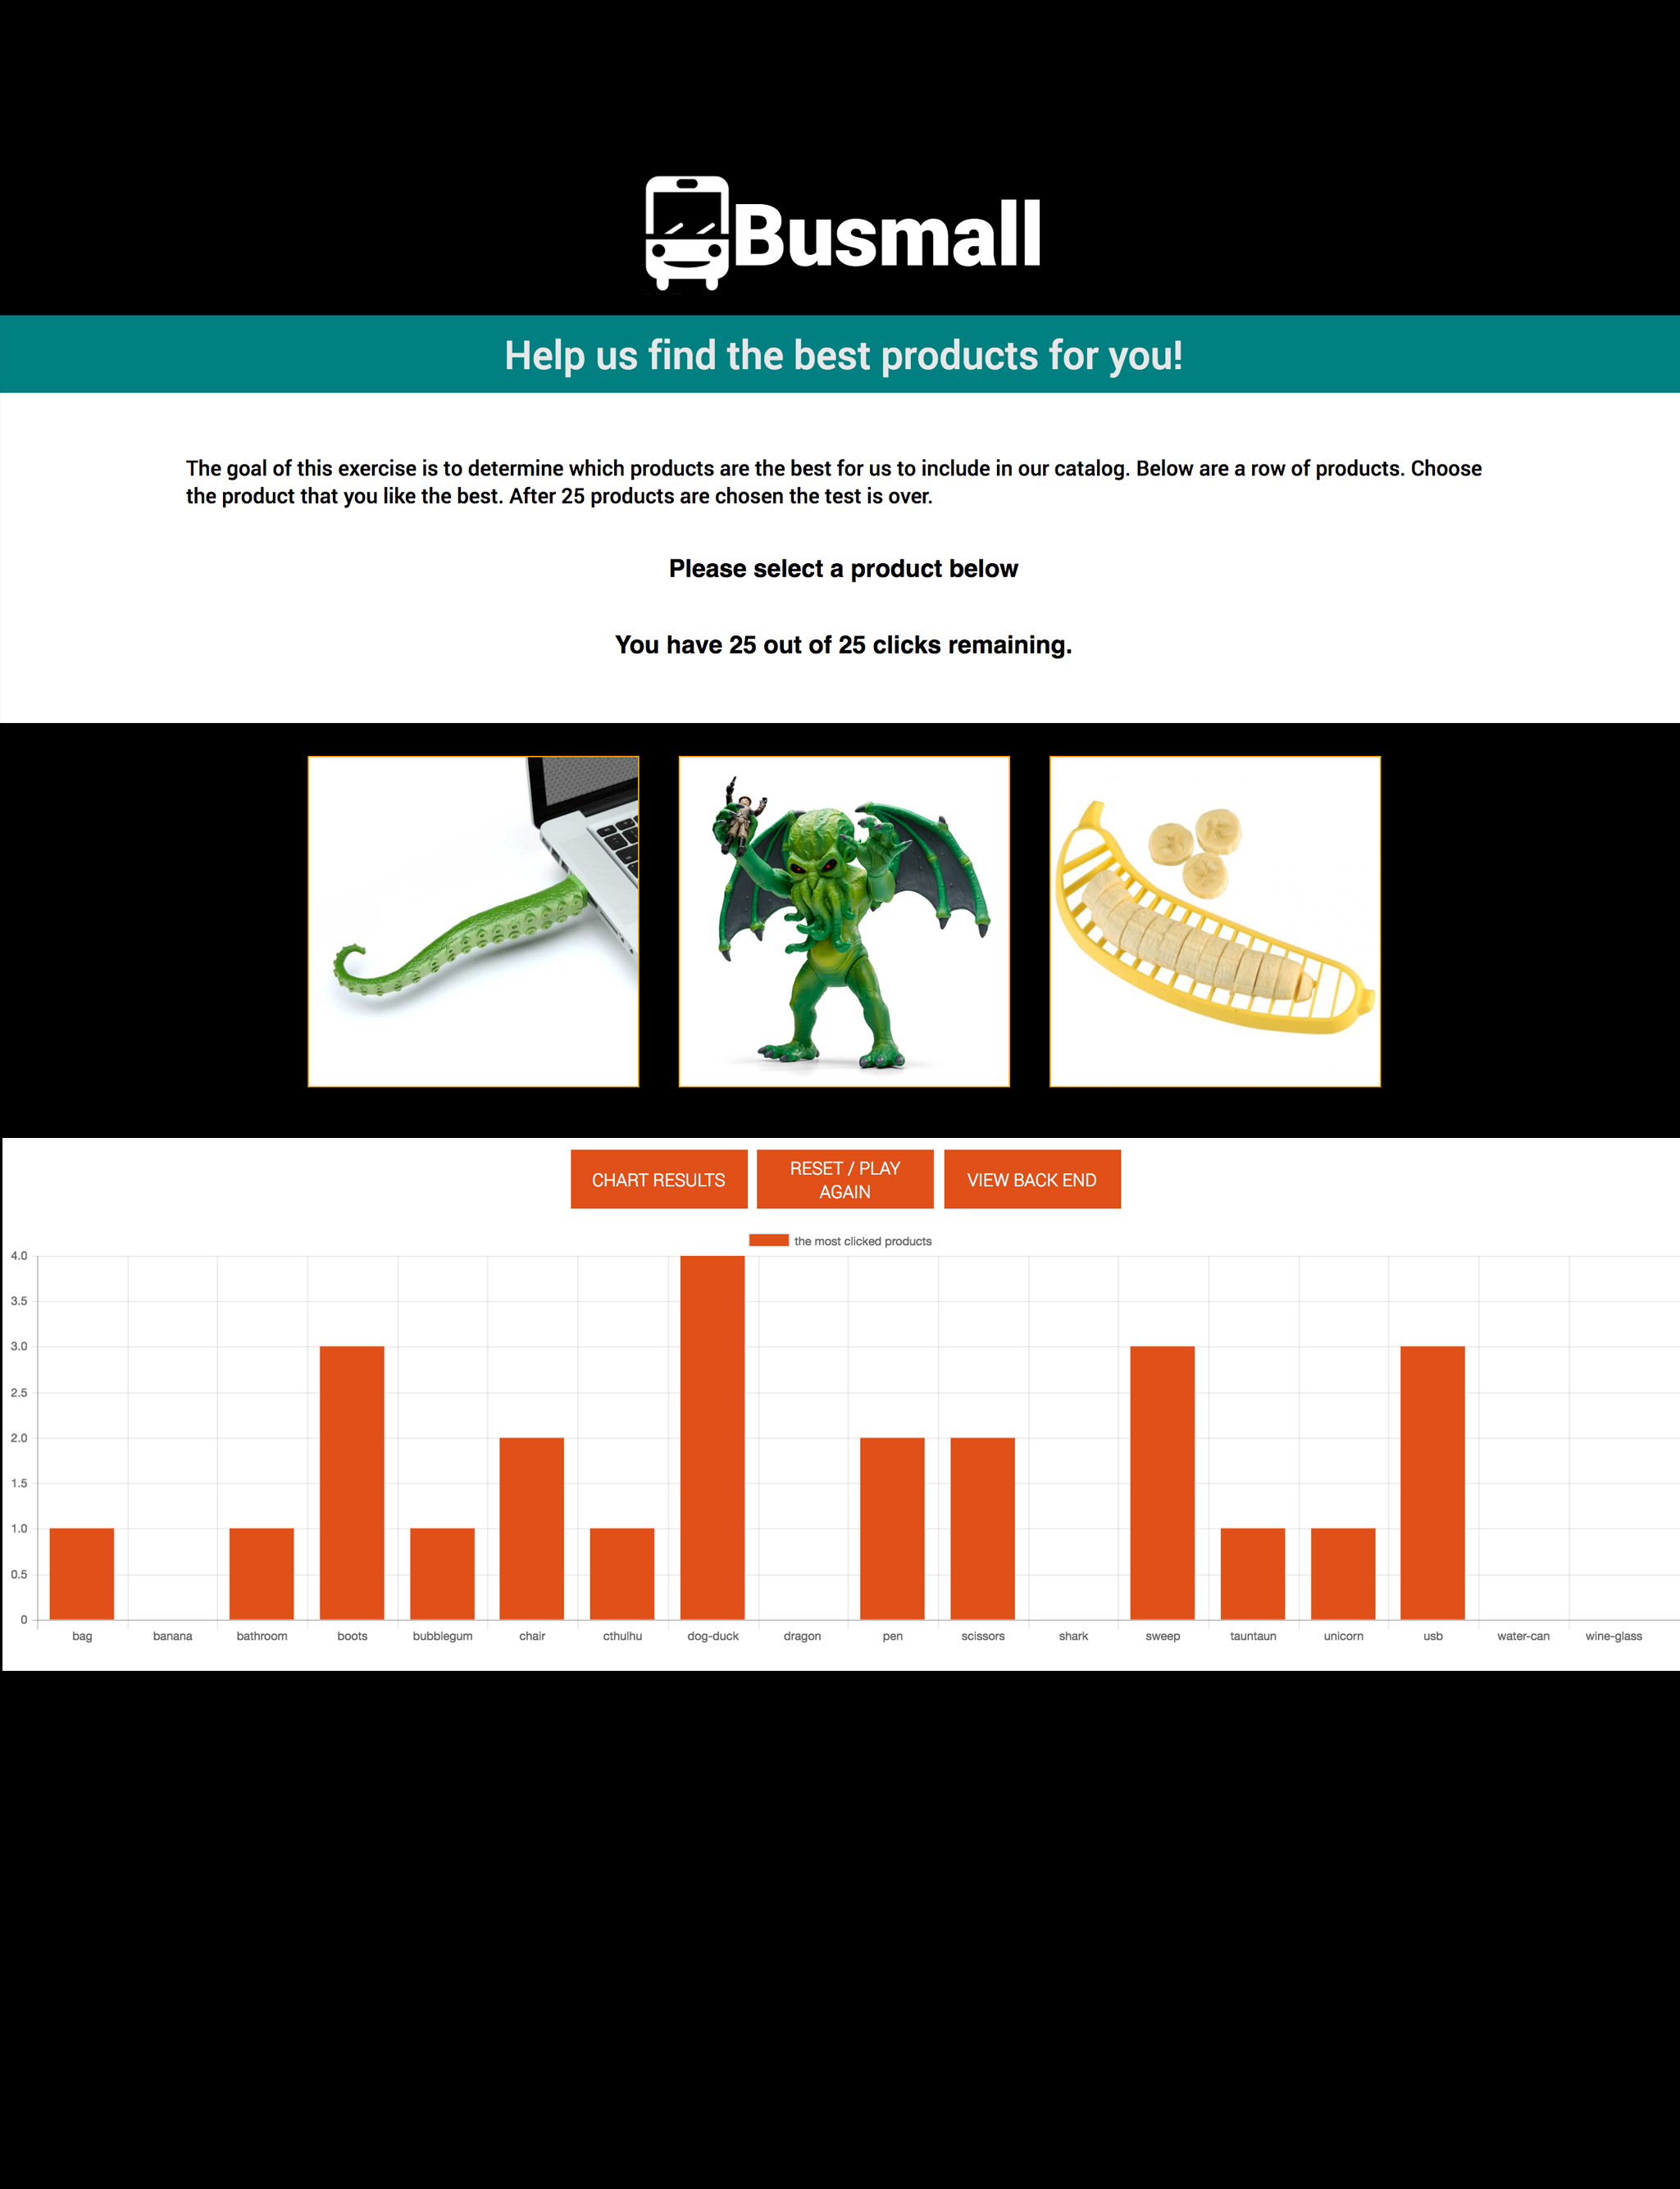 Busmall
Help us find the best products for you!
The goal of this exercise is to determine which products are the best for us to include in our catalog. Below are a row of products. Choose
the product that you like the best. After 25 products are chosen the test is over.
Please select a product below
You have 25 out of 25 clicks remaining.
CHART RESULTS
RESET / PLAY
AGAIN
VIEW BACK END
the most clicked products
4.0
3.5
3.0
2.5
2.0
1.5
1.0
0.5
0
bag banana bathroom boots bubblegum chair cthulhu dog-duck dragon pen scissors shark sweep tauntaun unicorn usb water-can wine-glass